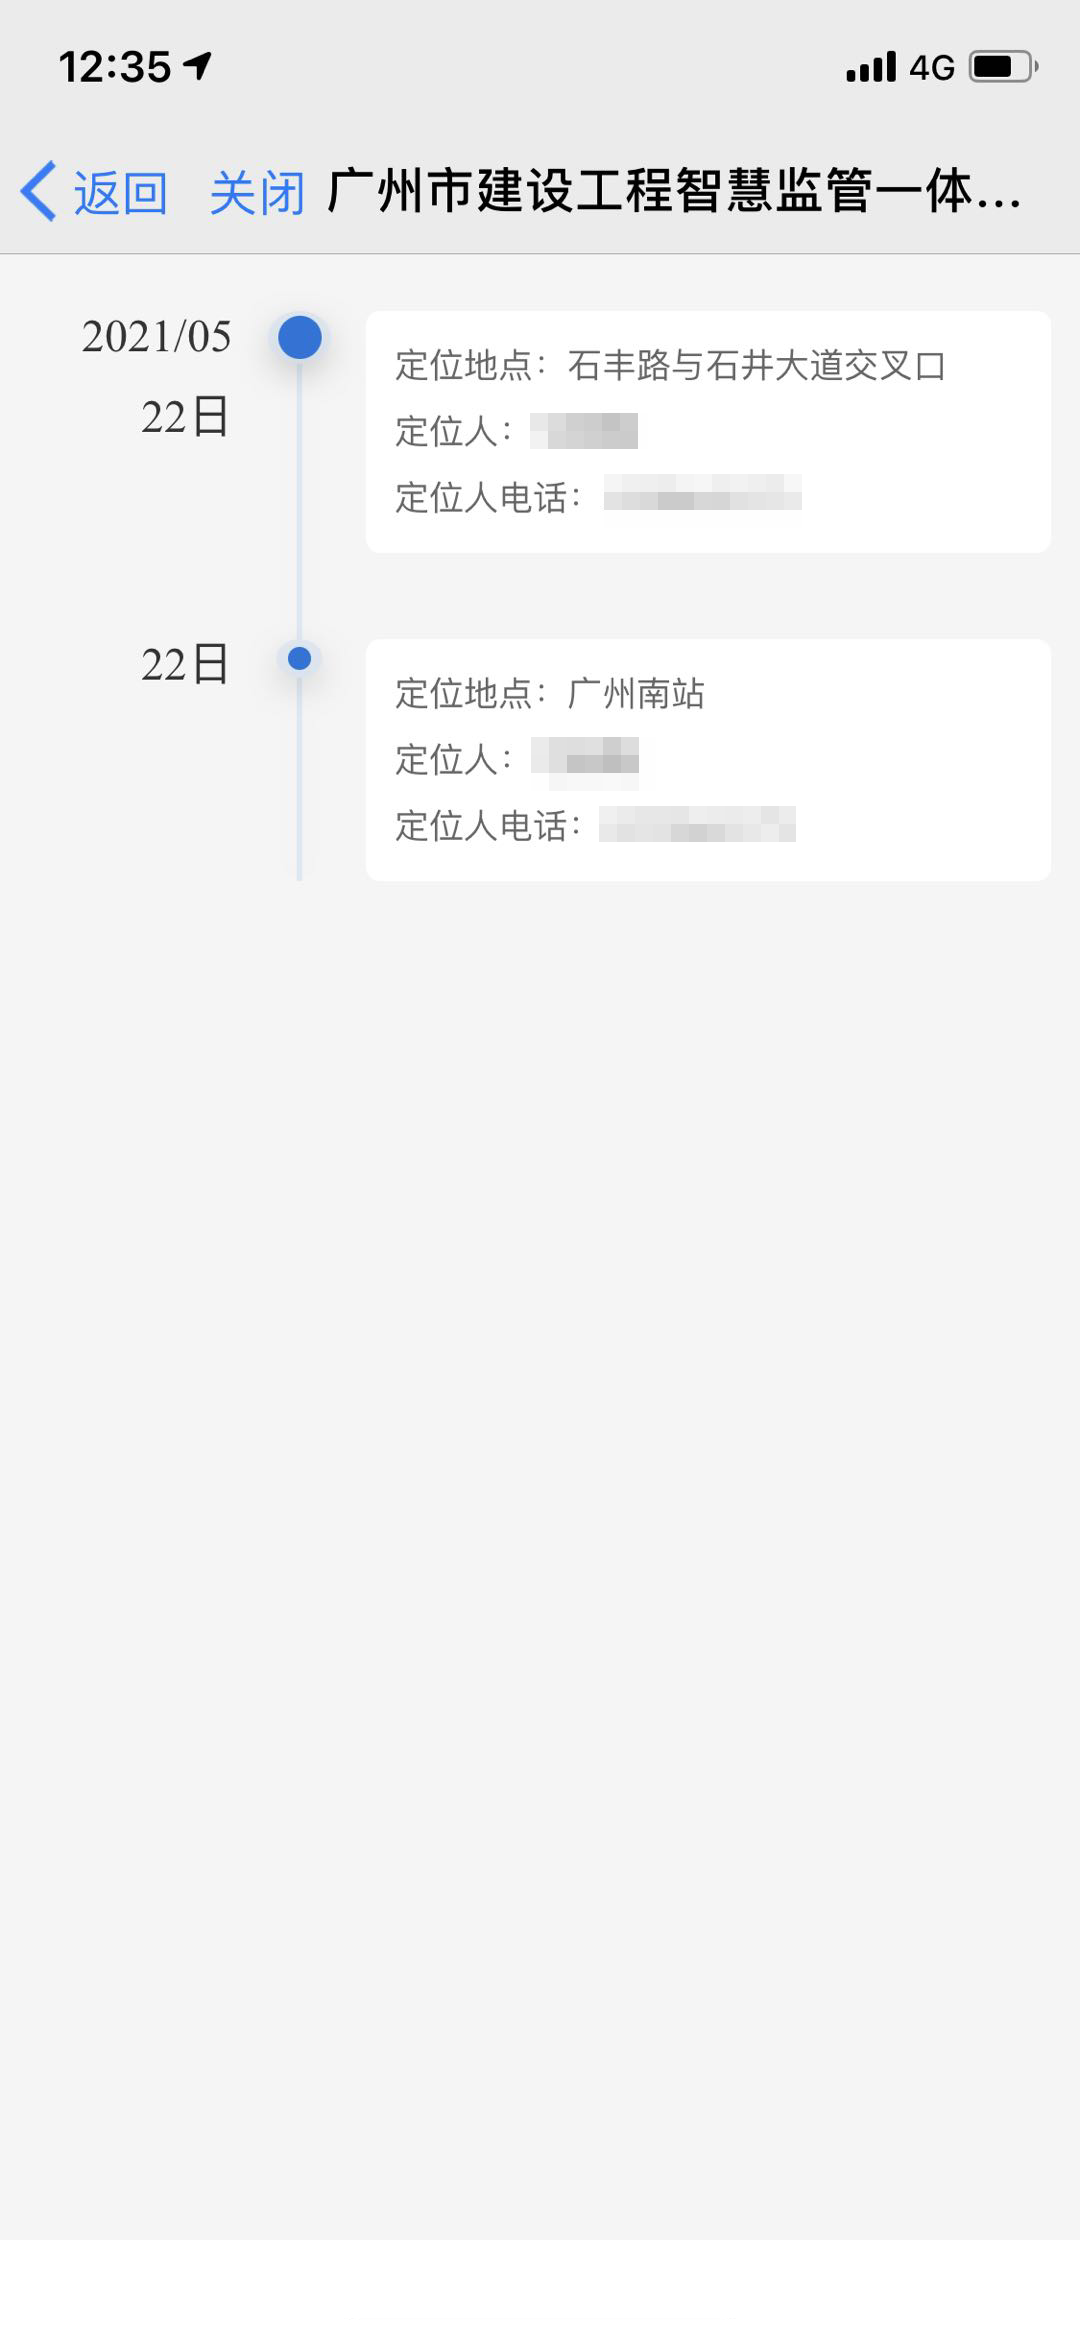 12:35 4G
返回 关闭 广州市建设工程智慧监管一体...
2021/05
22日
定位地点：石丰路与石井大道交叉口
定位人：
定位人电话：
22日
定位地点：广州南站
定位人：
定位人电话：